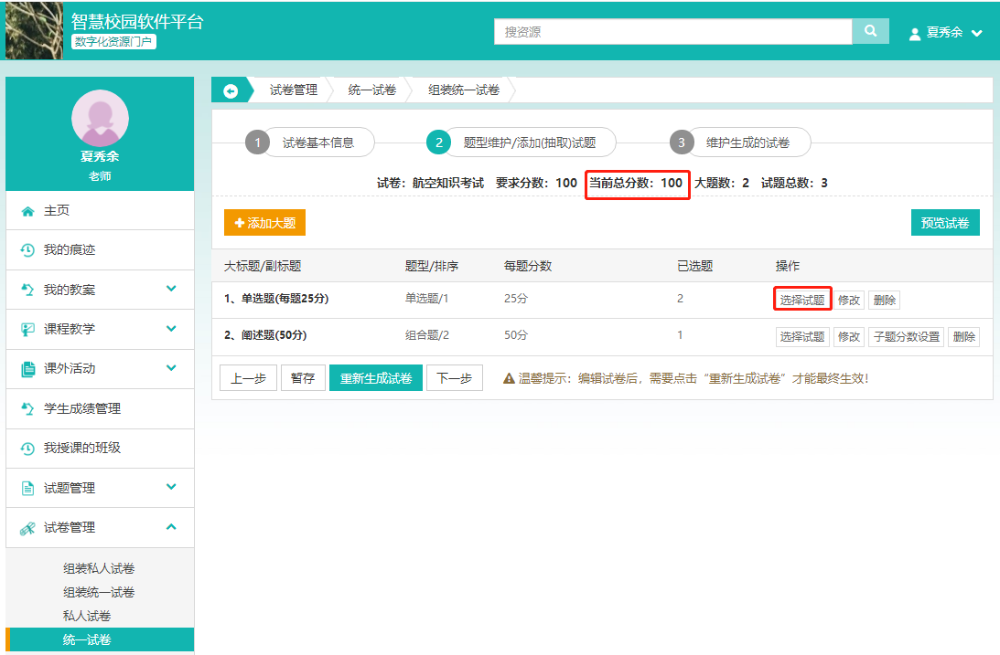 智慧校园软件平台
数字化资源门户
搜资源
夏秀余
夏秀余
老师
主页
我的痕迹
我的教案
课程教学
课外活动
学生成绩管理
我授课的班级
试题管理
试卷管理
组装私人试卷
组装统一试卷
私人试卷
统一试卷
试卷管理 统一试卷 组装统一试卷
1 试卷基本信息 2 题型维护/添加(抽取)试题 3 维护生成的试卷
试卷：航空知识考试 要求分数：100 当前总分数：100 大题数：2 试题总数：3
添加大题 预览试卷
大标题/副标题 题型/排序 每题分数 已选题 操作
1、单选题(每题25分) 单选题/1 25分 2 选择试题 修改 删除
2、阐述题(50分) 组合题/2 50分 1 选择试题 修改 子题分数设置 删除
上一步 暂存 重新生成试卷 下一步 温馨提示：编辑试卷后，需要点击“重新生成试卷”才能最终生效！